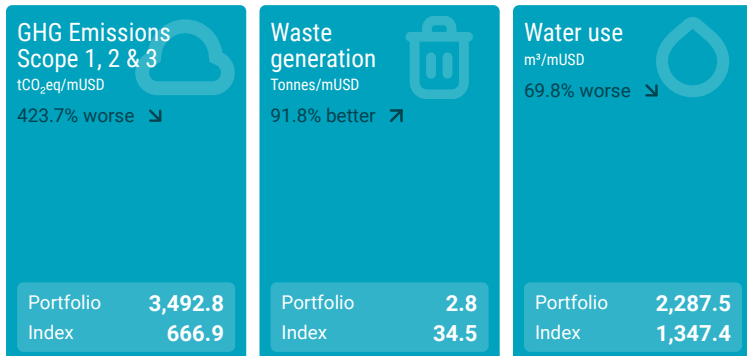 GHG Emissions
Scope 1, 2 & 3
tCO₂eq/mUSD
423.7% worse
Portfolio 3,492.8
Index 666.9
Waste
generation
Tonnes/mUSD
91.8% better
Portfolio 2.8
Index 34.5
Water use
m³/mUSD
69.8% worse
Portfolio 2,287.5
Index 1,347.4